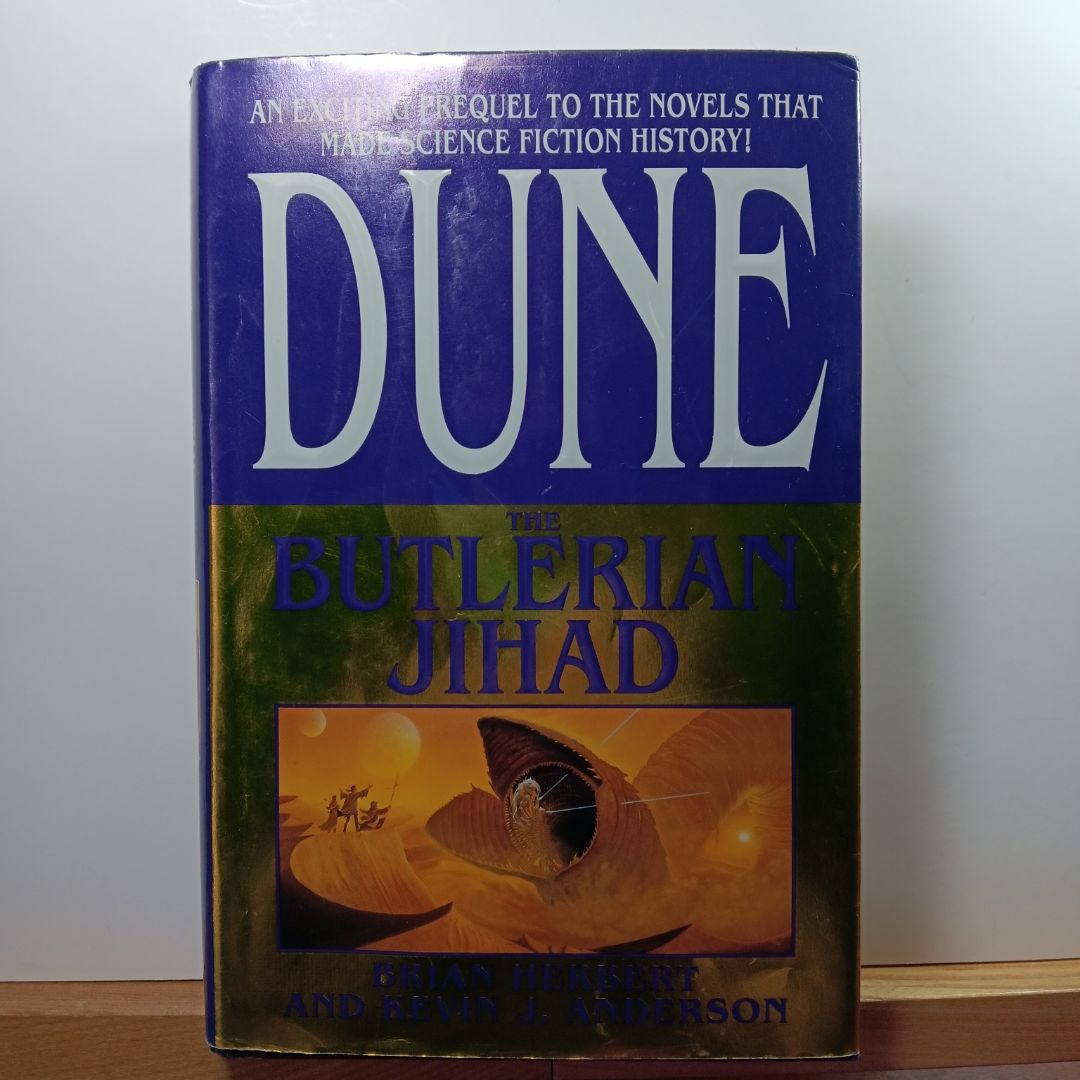 AN EXCITING PREQUEL TO THE NOVELS THAT
MADE SCIENCE FICTION HISTORY!
DUNE
THE
BUTLERIAN
JIHAD
BRIAN HERBERT
AND KEVIN J. ANDERSON